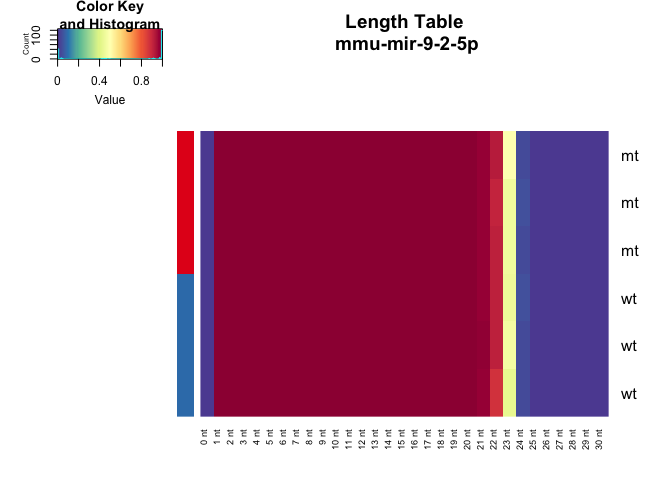 Color Key
and Histogram
Count
0 100
0 0.4 0.8
Value
Length Table
mmu-mir-9-2-5p
mt
mt
mt
wt
wt
wt
0 nt 1 nt 2 nt 3 nt 4 nt 5 nt 6 nt 7 nt 8 nt 9 nt 10 nt 11 nt 12 nt 13 nt 14 nt 15 nt 16 nt 17 nt 18 nt 19 nt 20 nt 21 nt 22 nt 23 nt 24 nt 25 nt 26 nt 27 nt 28 nt 29 nt 30 nt